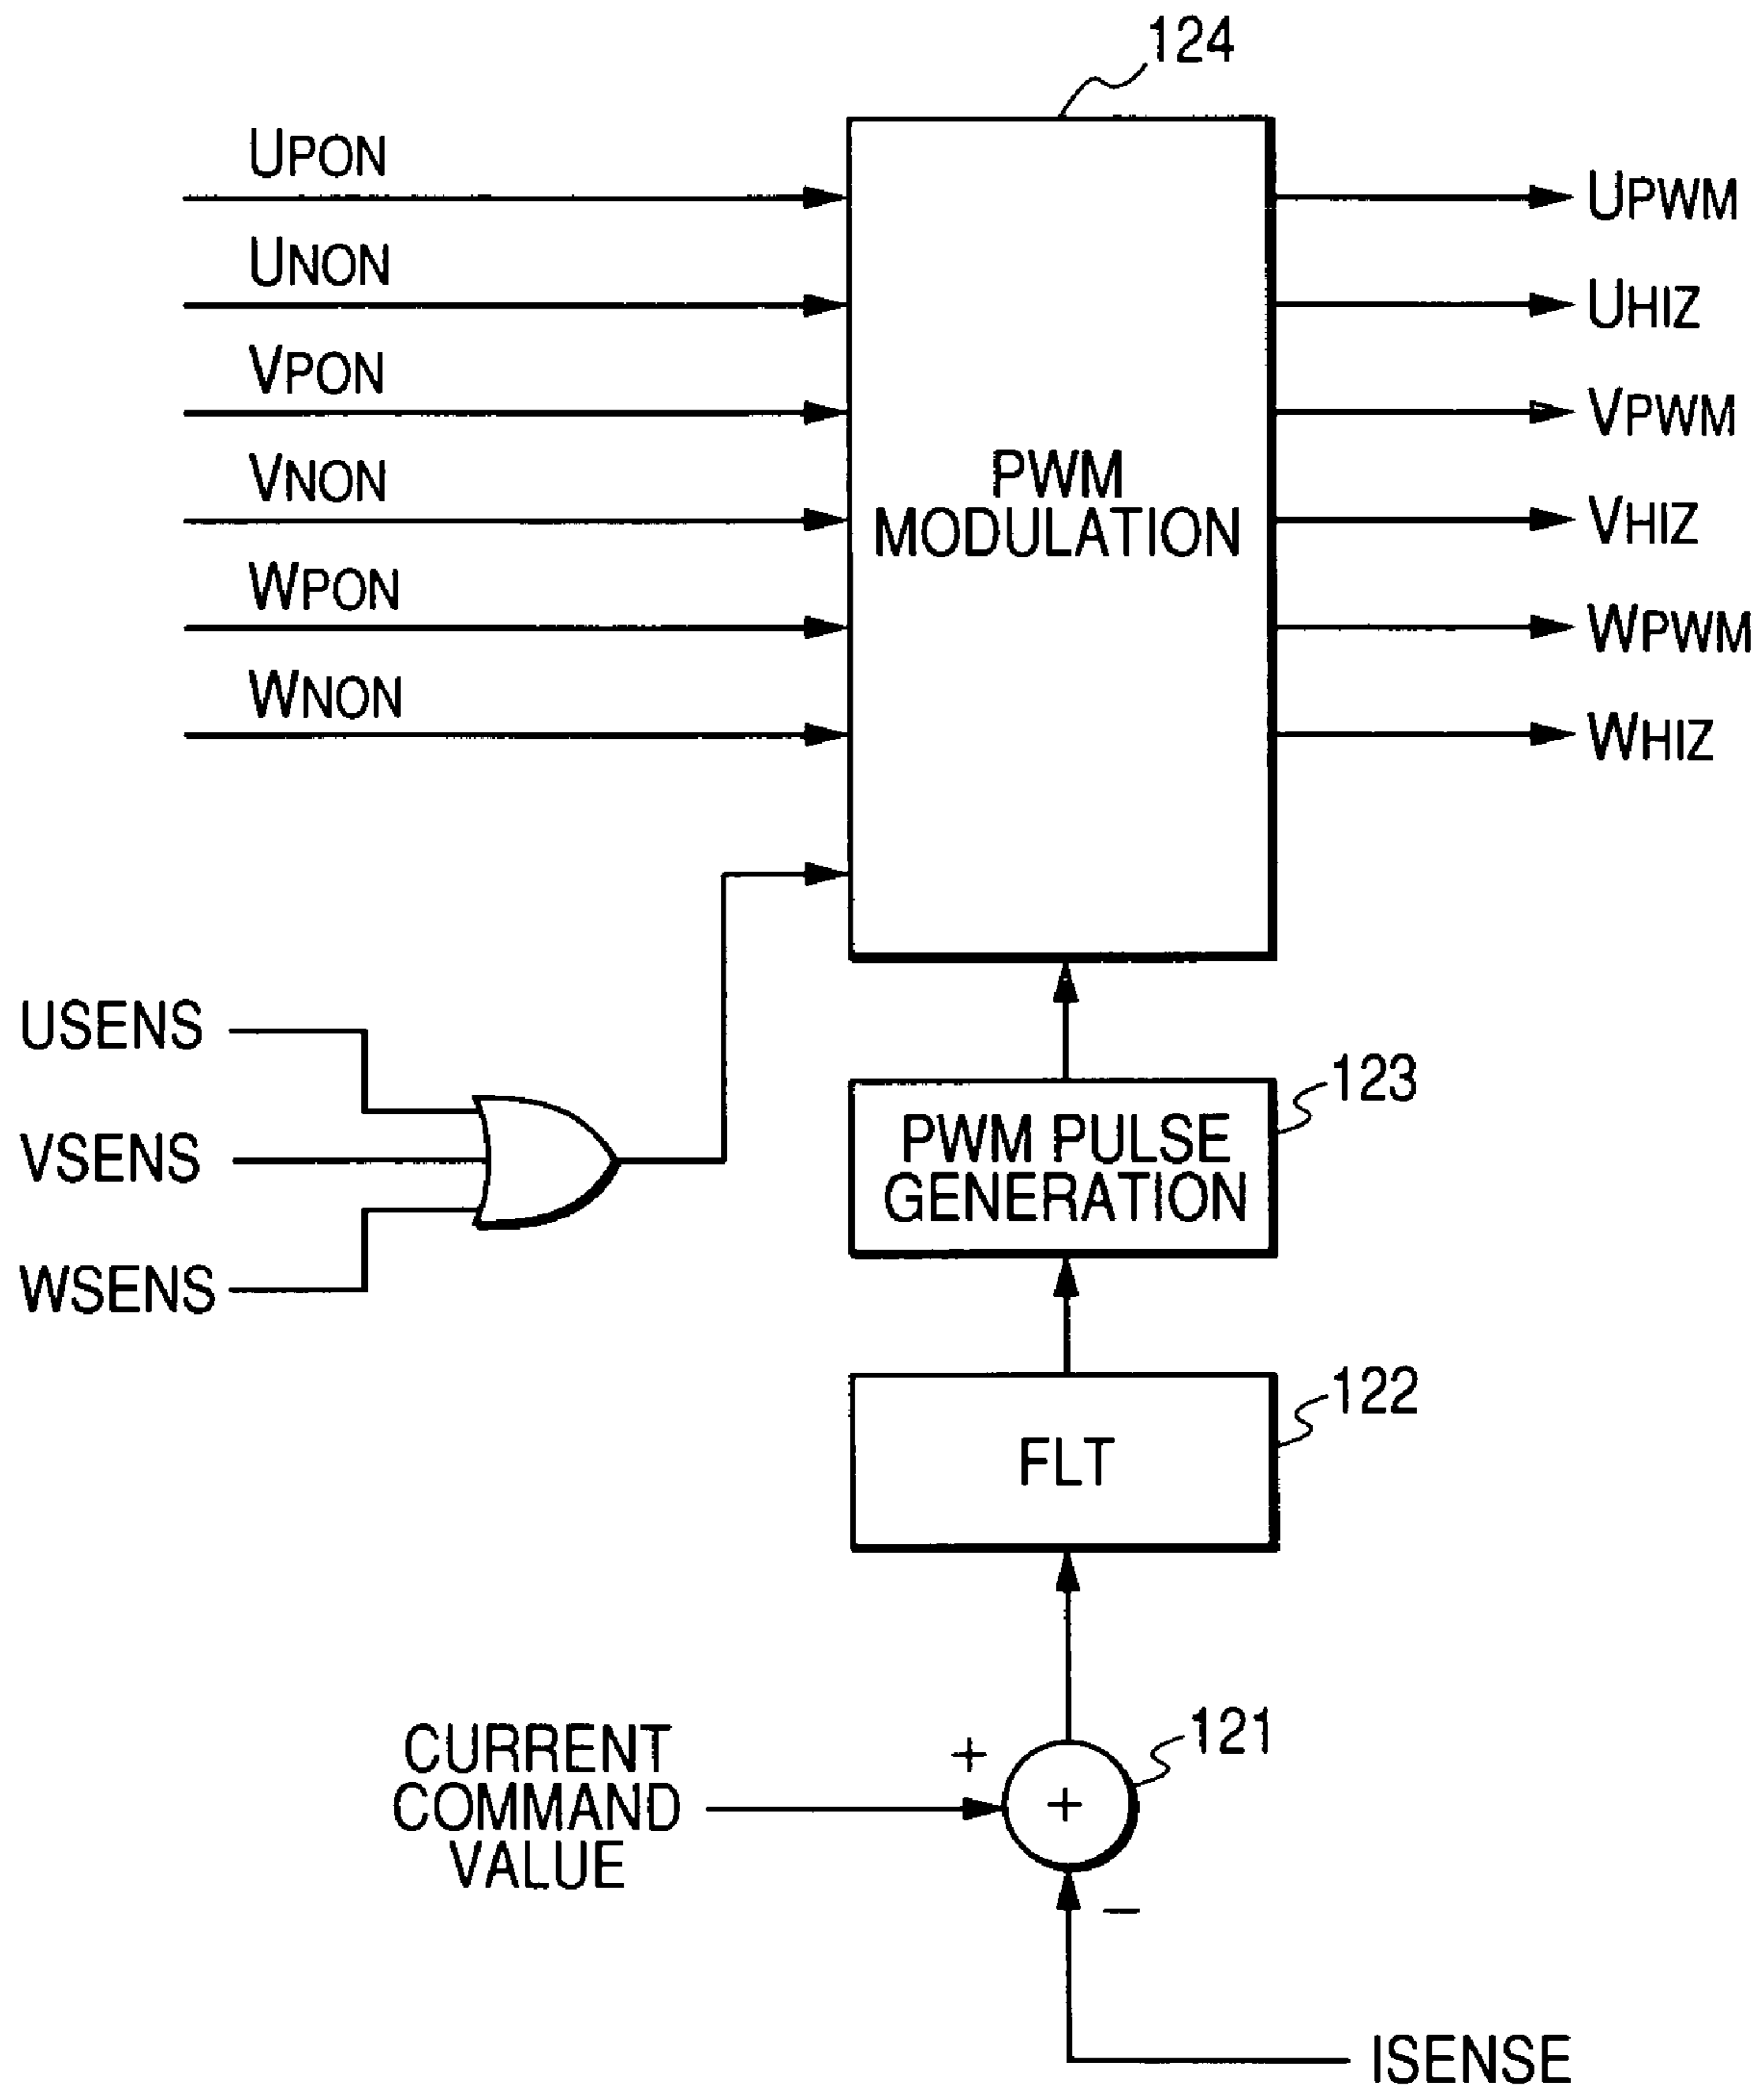 124
UPON
UNON
VPON
VNON
WPON
WNON
PWM
MODULATION
UPWM
UHIZ
VPWM
VHIZ
WPWM
WHIZ
USENS
VSENS
WSENS
123
PWM PULSE
GENERATION
122
FLT
121
CURRENT
COMMAND
VALUE
+
+
−
ISENSE